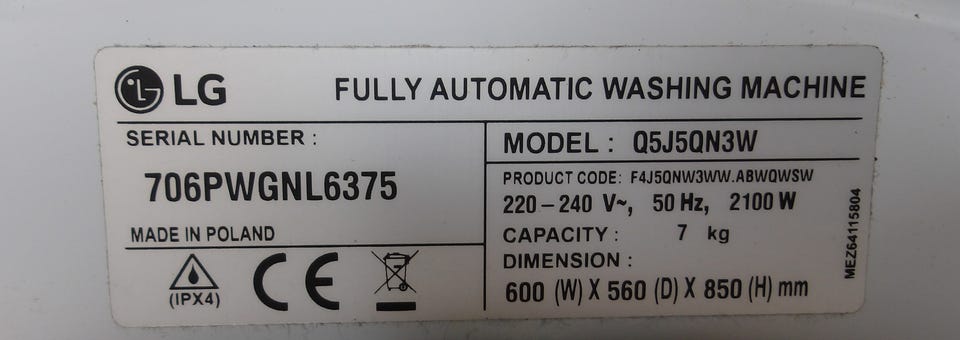 LG
FULLY AUTOMATIC WASHING MACHINE
SERIAL NUMBER :
706PWGNL6375
MADE IN POLAND
(IPX4)
CE
MODEL : Q5J5QN3W
PRODUCT CODE: F4J5QNW3WW.ABWQWSW
220 – 240 V~, 50 Hz, 2100 W
CAPACITY : 7 kg
DIMENSION :
600 (W) X 560 (D) X 850 (H) mm
MEZ64115804